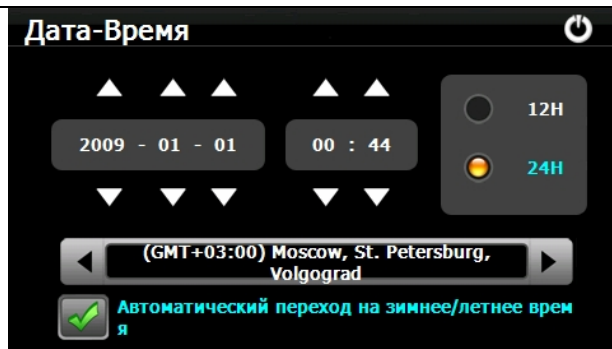 Дата-Время
12H
2009 - 01 - 01 00 : 44
24H
(GMT+03:00) Moscow, St. Petersburg,
Volgograd
Автоматический переход на зимнее/летнее врем
я